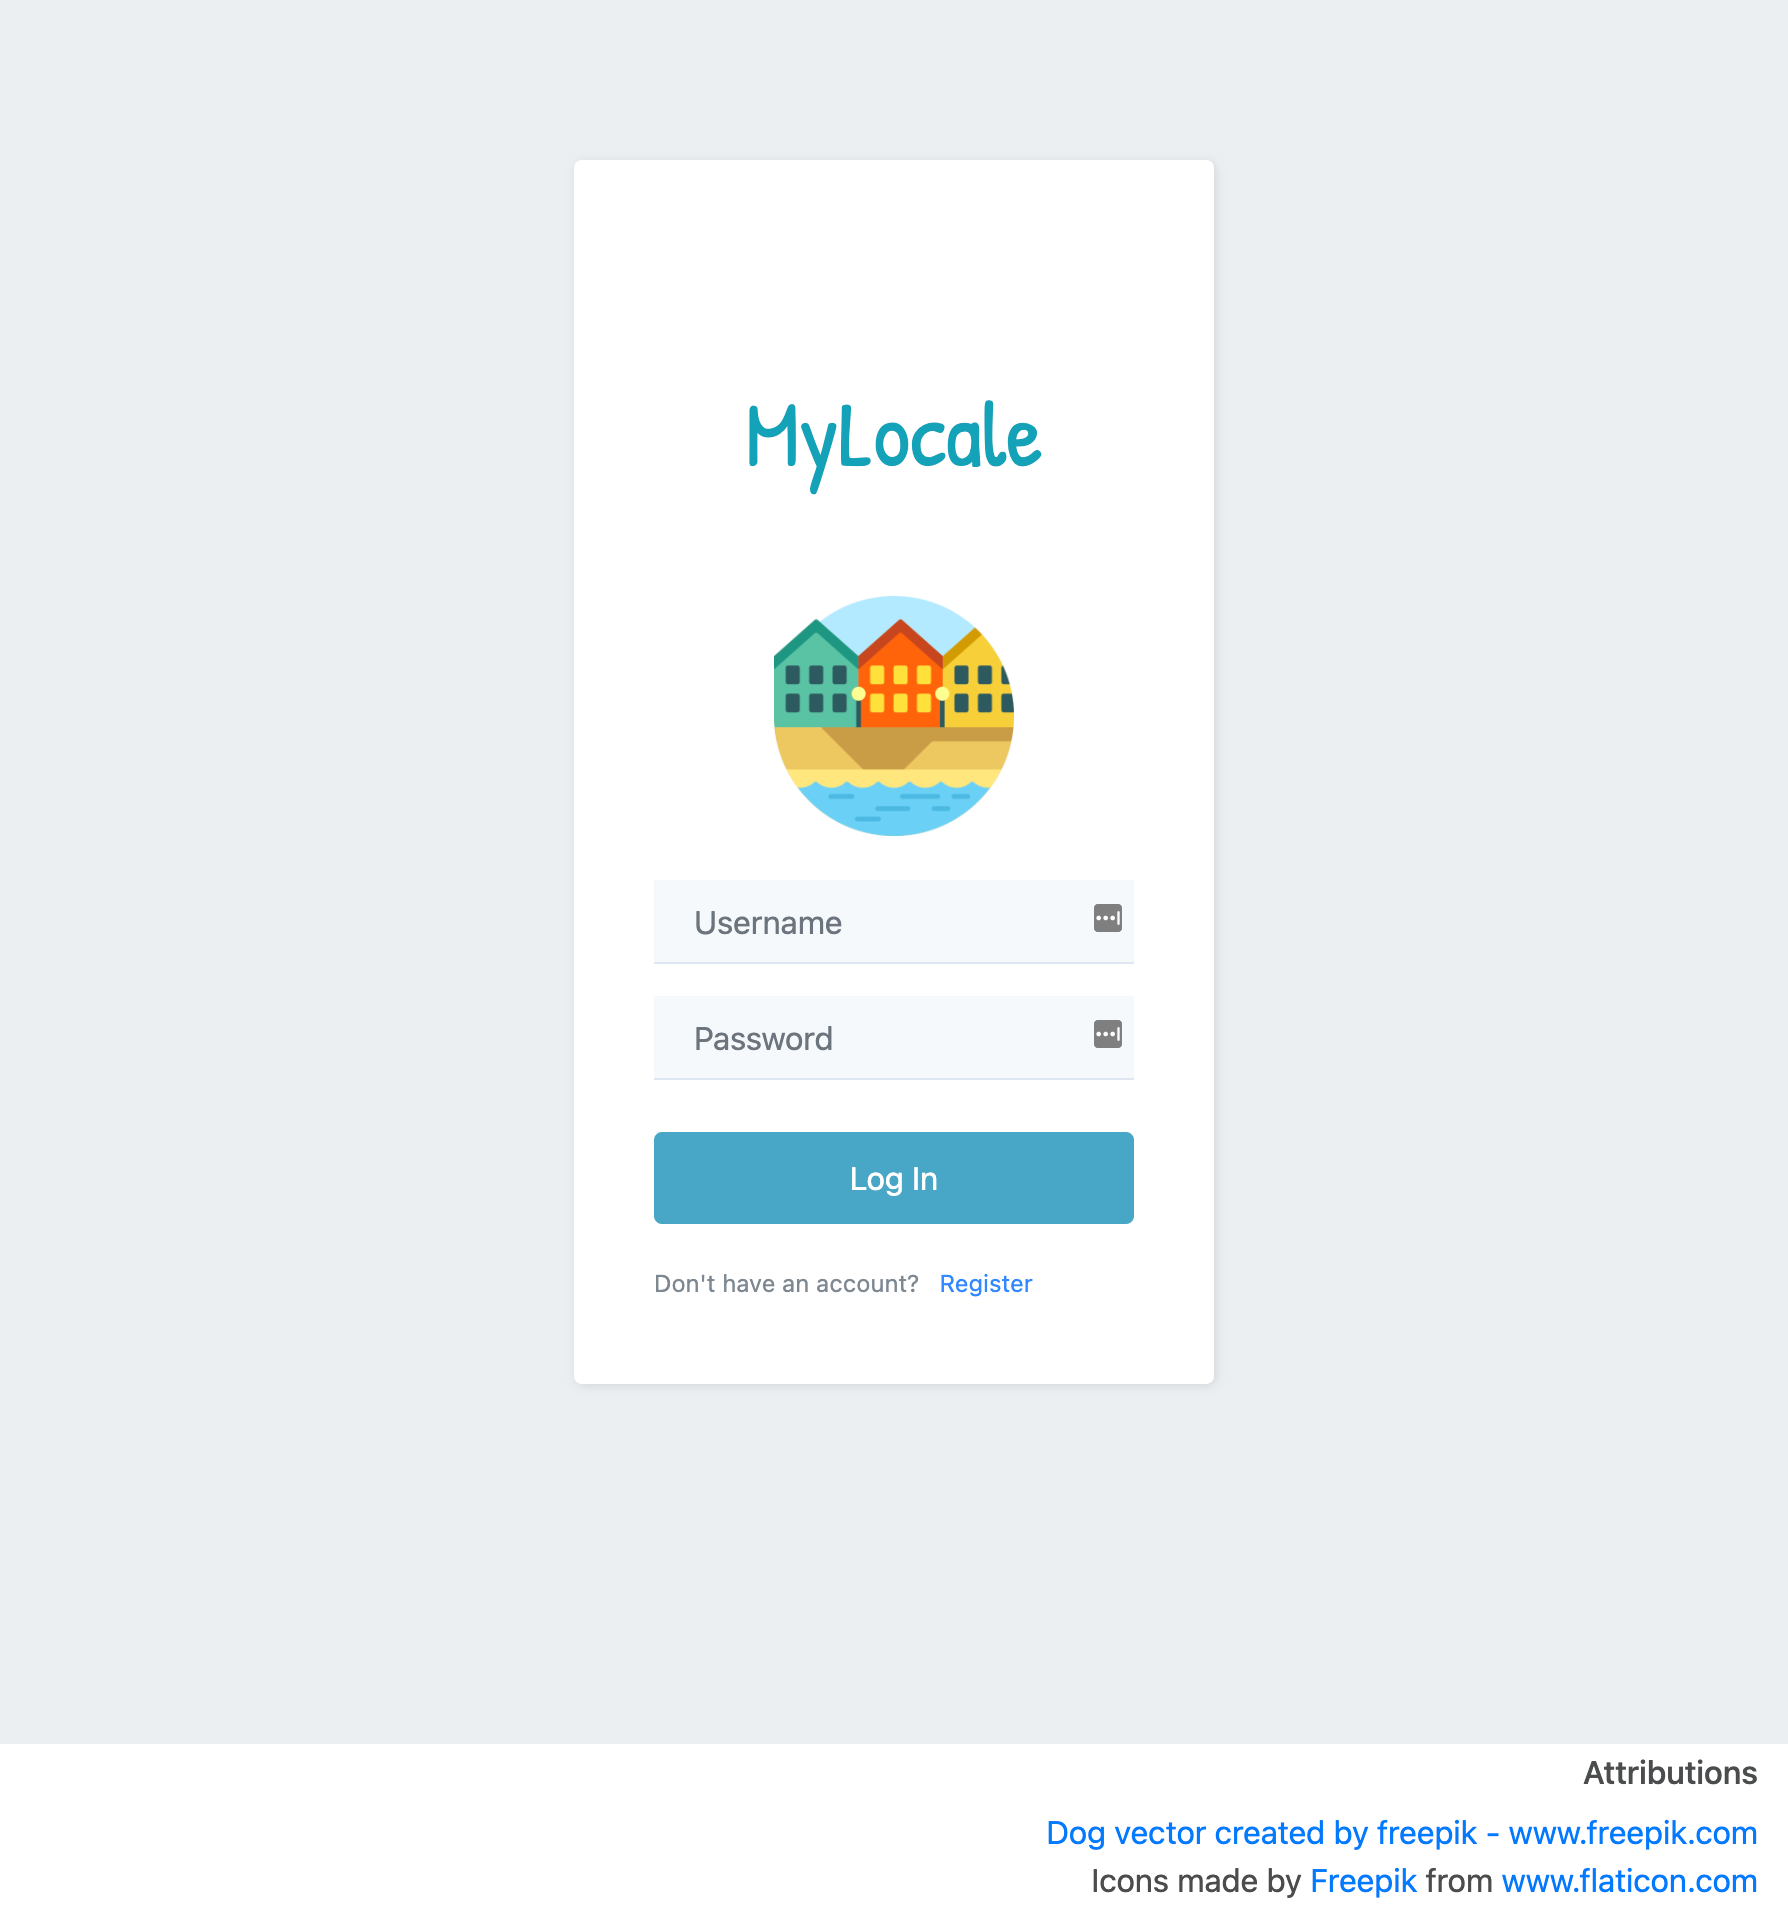 MyLocale
Username
Password
Log In
Don't have an account? Register
Attributions
Dog vector created by freepik - www.freepik.com
Icons made by Freepik from www.flaticon.com